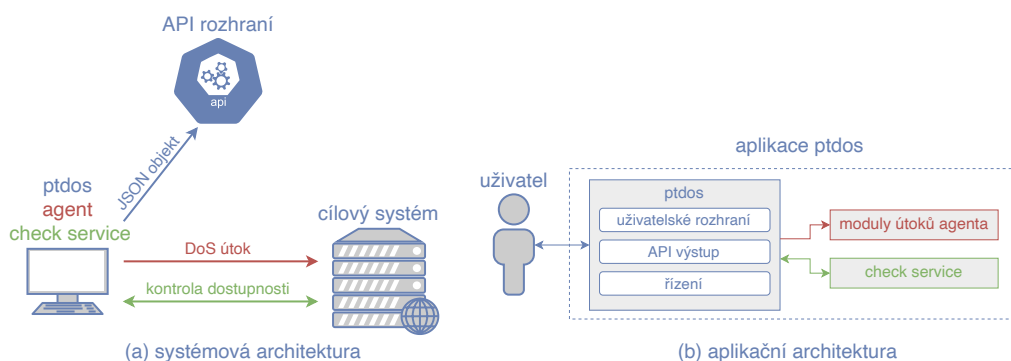 API rozhraní
api
JSON objekt
ptdos
agent
check service
cílový systém
DoS útok
kontrola dostupnosti
(a) systémová architektura
aplikace ptdos
uživatel
ptdos
uživatelské rozhraní
API výstup
řízení
moduly útoků agenta
check service
(b) aplikační architektura